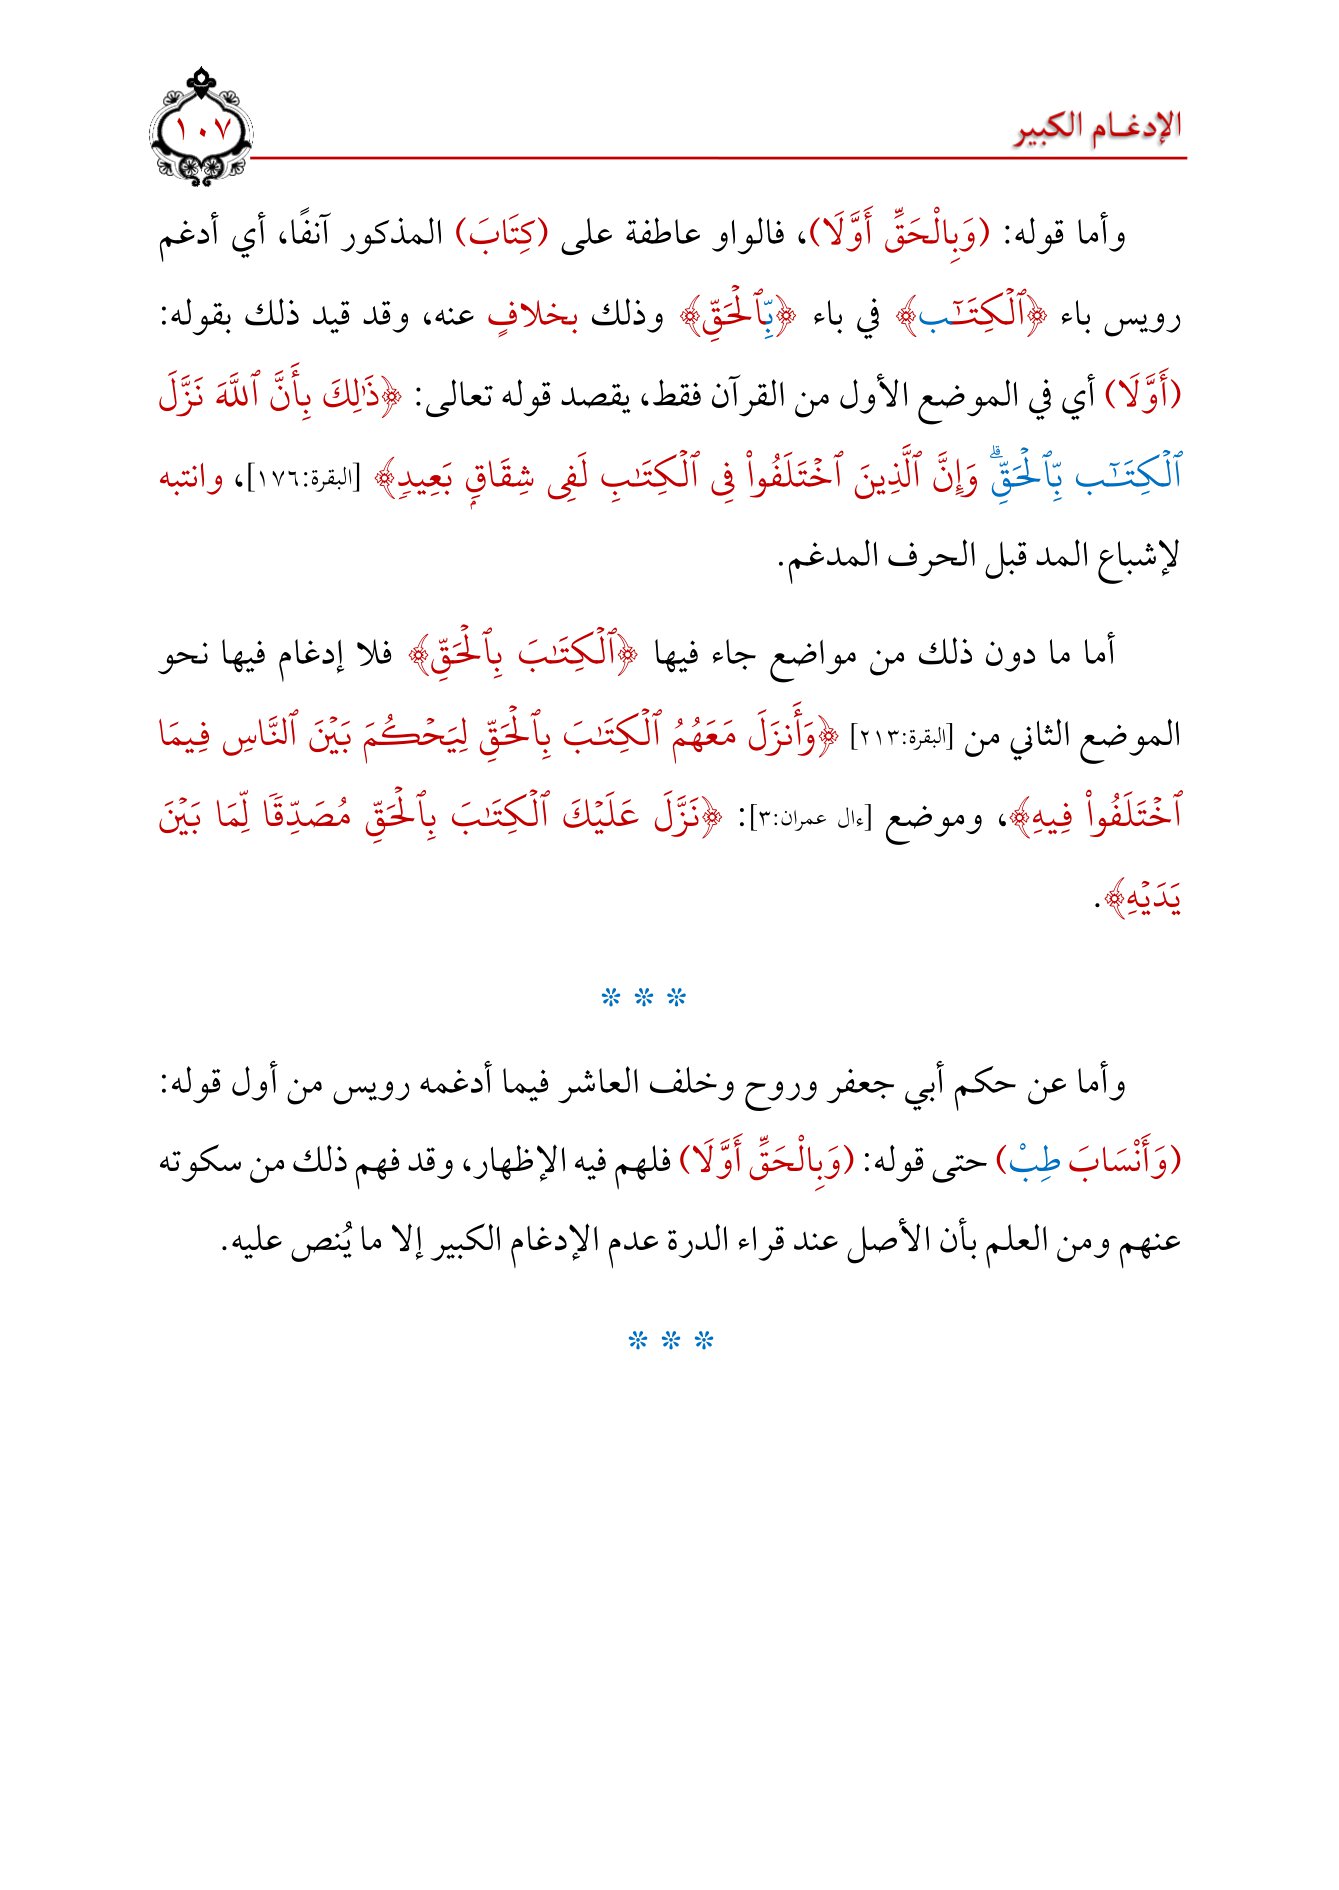 الإدغام الكبير
١٠٧
وأما قوله: (وَبِالْحَقِّ أَوَّلَا)، فالواو عاطفة على (كِتَابَ) المذكور آنفًا، أي أدغم
رويس باء ﴿ٱلْكِتَـٰٓب﴾ في باء ﴿بِّٱلْحَقِّ﴾ وذلك بخلافٍ عنه، وقد قيد ذلك بقوله:
(أَوَّلَا) أي في الموضع الأول من القرآن فقط، يقصد قوله تعالى: ﴿ذَٰلِكَ بِأَنَّ ٱللَّهَ نَزَّلَ
ٱلْكِتَـٰٓب بِّٱلْحَقِّۗ وَإِنَّ ٱلَّذِينَ ٱخْتَلَفُوا۟ فِى ٱلْكِتَـٰبِ لَفِى شِقَاقٍۭ بَعِيدٍ﴾ [البقرة:١٧٦]، وانتبه
لإشباع المد قبل الحرف المدغم.
أما ما دون ذلك من مواضع جاء فيها ﴿ٱلْكِتَـٰبَ بِٱلْحَقِّ﴾ فلا إدغام فيها نحو
الموضع الثاني من [البقرة:٢١٣] ﴿وَأَنزَلَ مَعَهُمُ ٱلْكِتَـٰبَ بِٱلْحَقِّ لِيَحْكُمَ بَيْنَ ٱلنَّاسِ فِيمَا
ٱخْتَلَفُوا۟ فِيهِ﴾، وموضع [ءال عمران:٣]: ﴿نَزَّلَ عَلَيْكَ ٱلْكِتَـٰبَ بِٱلْحَقِّ مُصَدِّقًا لِّمَا بَيْنَ
يَدَيْهِ﴾.
* * *
وأما عن حكم أبي جعفر وروح وخلف العاشر فيما أدغمه رويس من أول قوله:
(وَأَنْسَابَ طِبْ) حتى قوله: (وَبِالْحَقِّ أَوَّلَا) فلهم فيه الإظهار، وقد فهم ذلك من سكوته
عنهم ومن العلم بأن الأصل عند قراء الدرة عدم الإدغام الكبير إلا ما يُنص عليه.
* * *